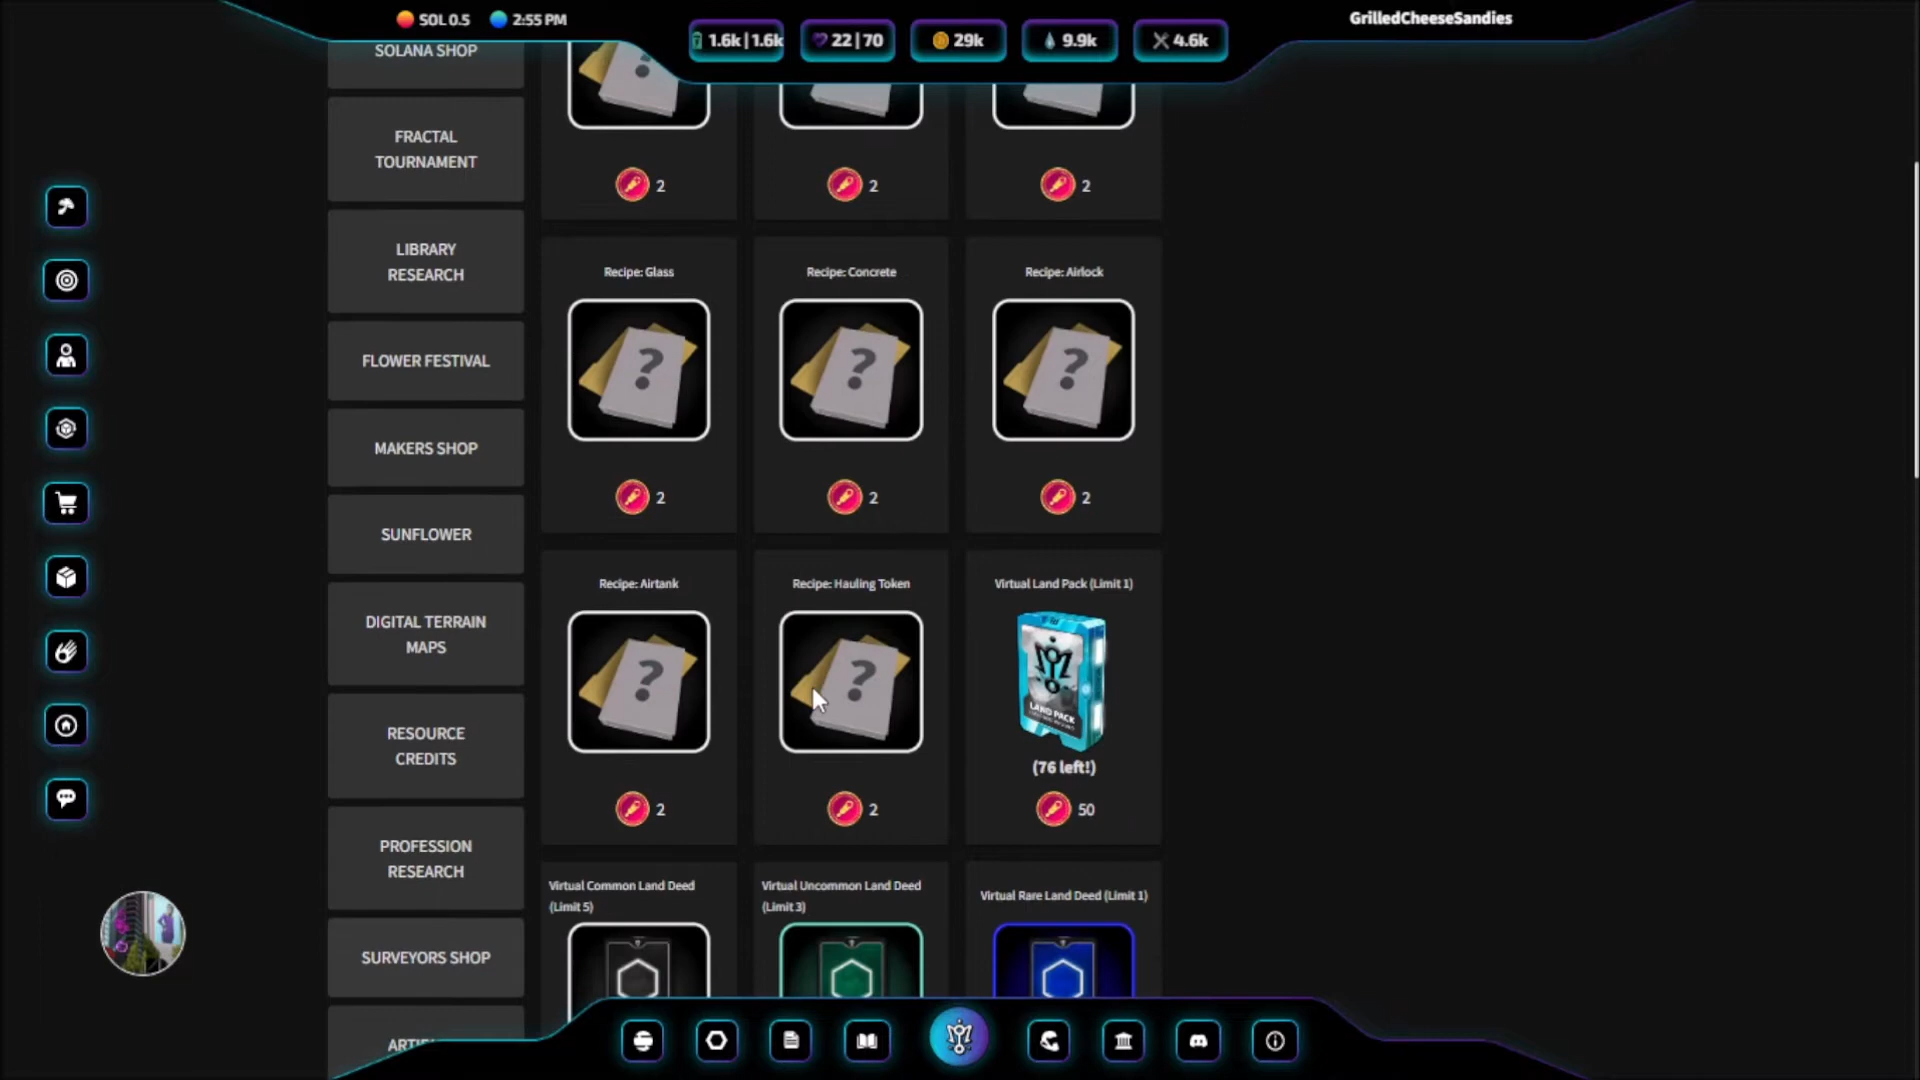 SOL 0.5 2:55 PM
1.6k | 1.6k 22 | 70 29k 9.9k 4.6k
GrilledCheeseSandies
SOLANA SHOP
FRACTAL
TOURNAMENT
LIBRARY
RESEARCH
FLOWER FESTIVAL
MAKERS SHOP
SUNFLOWER
DIGITAL TERRAIN
MAPS
RESOURCE
CREDITS
PROFESSION
RESEARCH
SURVEYORS SHOP
2 2 2
Recipe: Glass Recipe: Concrete Recipe: Airlock
? ? ?
2 2 2
Recipe: Airtank Recipe: Hauling Token Virtual Land Pack (Limit 1)
? ? LAND PACK
(76 left!)
2 2 50
Virtual Common Land Deed
(Limit 5)
Virtual Uncommon Land Deed
(Limit 3)
Virtual Rare Land Deed (Limit 1)